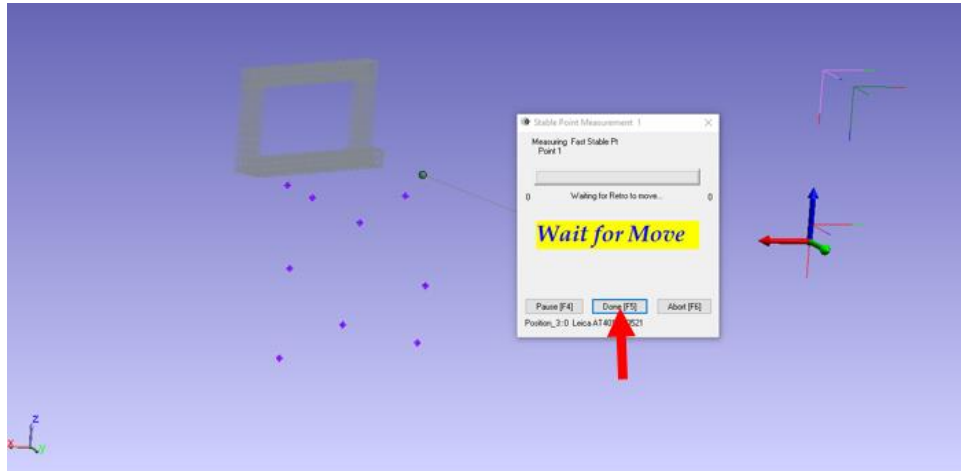 Stable Point Measurement 1
Measuring Fast Stable Pt
Point 1
0 Waiting for Retro to move... 0
Wait for Move
Pause [F4] Done [F5] Abort [F6]
Position_3::0 Leica
z
x y